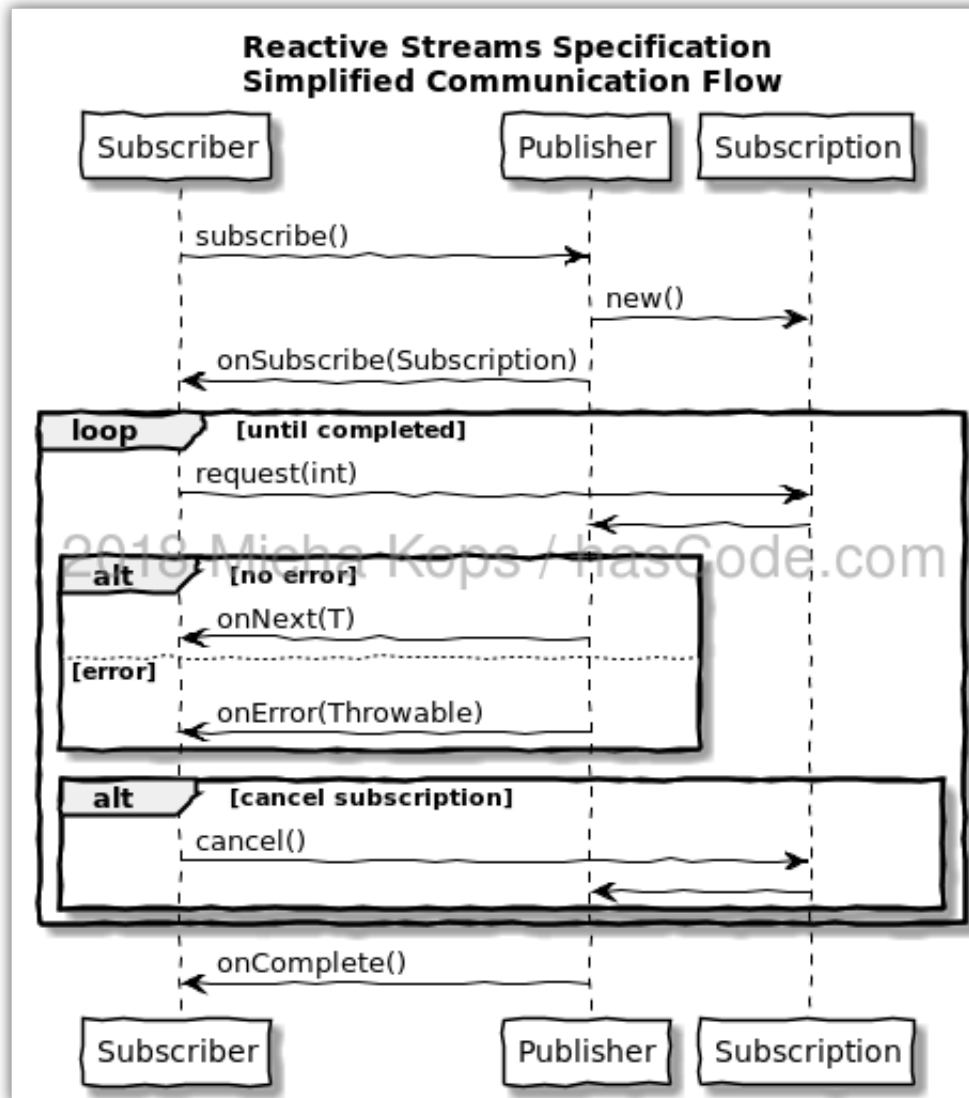 Reactive Streams Specification
Simplified Communication Flow
Subscriber Publisher Subscription
subscribe()
new()
onSubscribe(Subscription)
loop [until completed]
request(int)
2018 Micha Kops / hasCode.com
alt [no error]
onNext(T)
[error]
onError(Throwable)
alt [cancel subscription]
cancel()
onComplete()
Subscriber Publisher Subscription